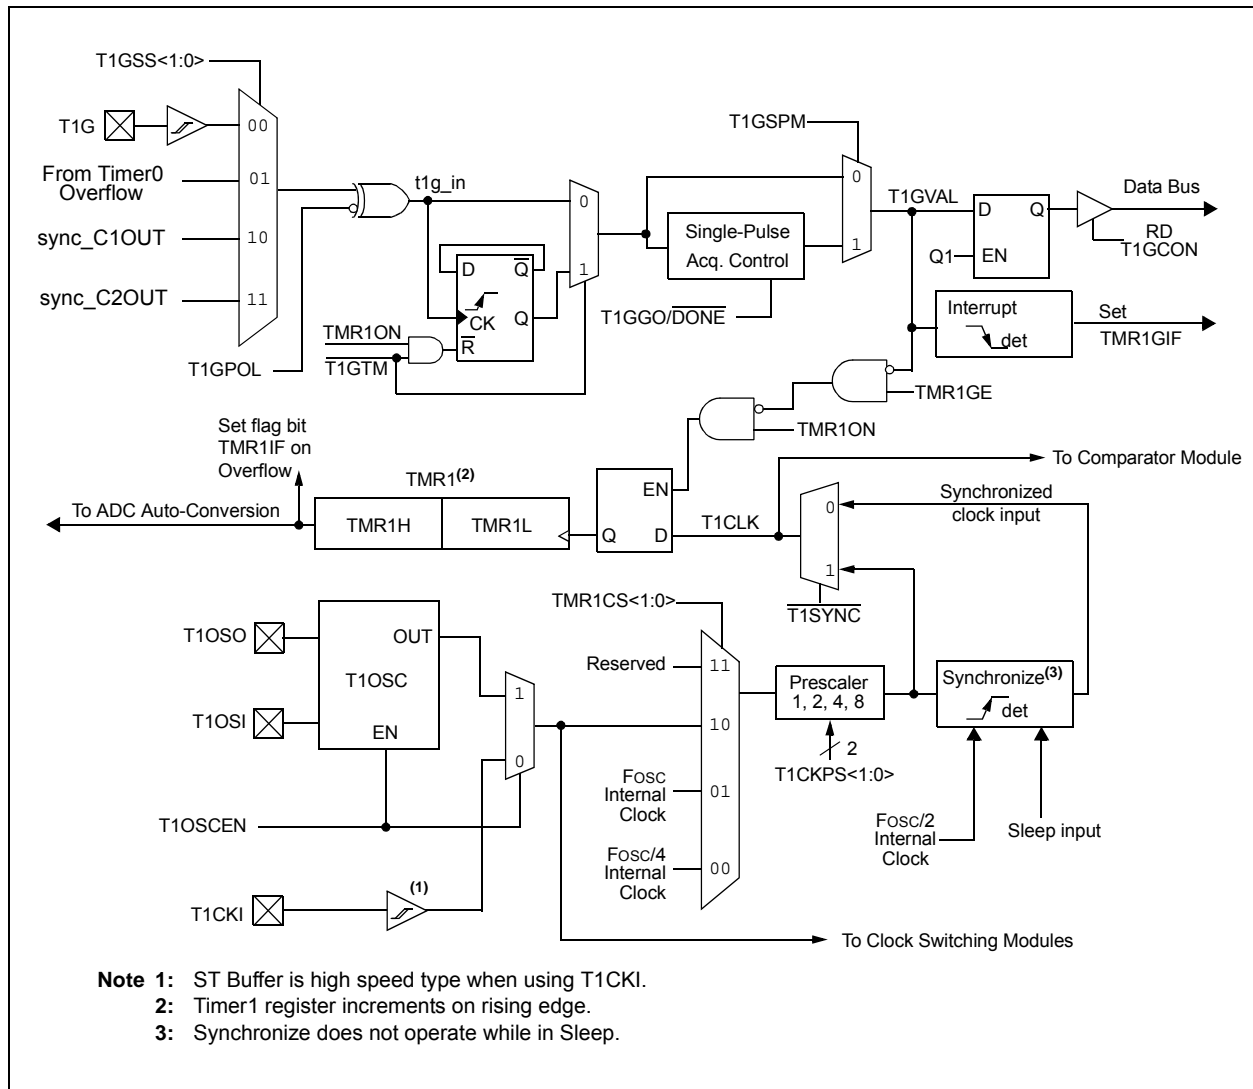 T1GSS<1:0>
T1G
00
From Timer0
Overflow
01
sync_C1OUT
10
sync_C2OUT
11
T1GPOL
t1g_in
D
Q
CK
Q
R
TMR1ON
T1GTM
0
1
T1GSPM
Single-Pulse
Acq. Control
T1GGO/DONE
0
1
T1GVAL
D
Q
Q1
EN
Data Bus
RD
T1GCON
Interrupt
det
Set
TMR1GIF
TMR1GE
TMR1ON
Set flag bit
TMR1IF on
Overflow
To ADC Auto-Conversion
TMR1(2)
TMR1H
TMR1L
EN
Q
D
T1CLK
To Comparator Module
Synchronized
clock input
0
1
T1SYNC
T1OSO
T1OSI
OUT
T1OSC
EN
T1OSCEN
T1CKI
(1)
1
0
TMR1CS<1:0>
Reserved
11
10
FOSC
Internal
Clock
01
FOSC/4
Internal
Clock
00
Prescaler
1, 2, 4, 8
2
T1CKPS<1:0>
Synchronize(3)
det
FOSC/2
Internal
Clock
Sleep input
To Clock Switching Modules
Note 1: ST Buffer is high speed type when using T1CKI.
2: Timer1 register increments on rising edge.
3: Synchronize does not operate while in Sleep.